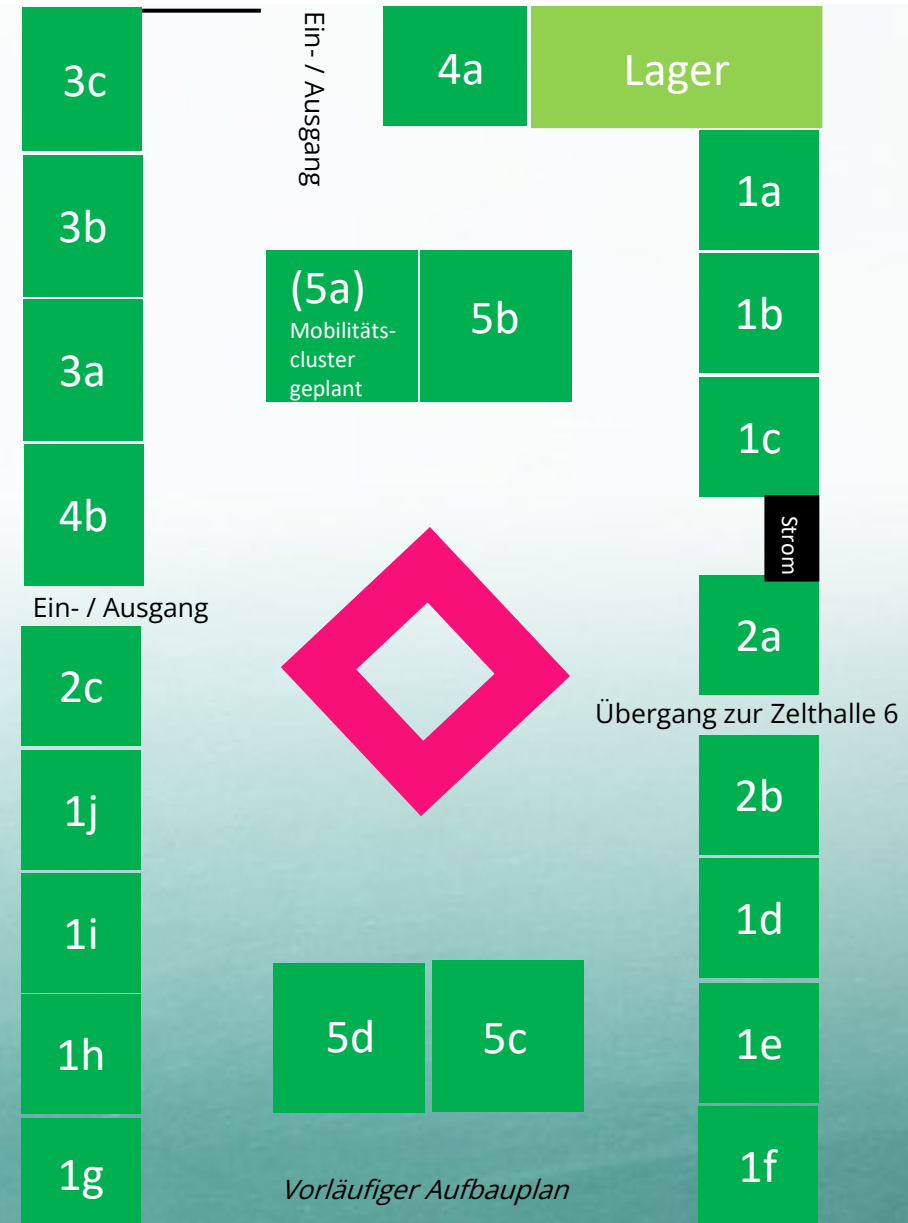 3c
Ein- / Ausgang
4a
Lager
3b
1a
(5a)
Mobilitäts-
cluster
geplant
5b
1b
3a
1c
4b
Strom
Ein- / Ausgang
2a
2c
Übergang zur Zelthalle 6
1j
2b
1i
1d
5d
5c
1h
1e
1g
Vorläufiger Aufbauplan
1f